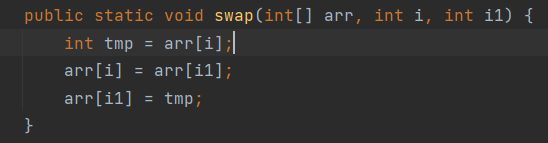 public static void swap(int[] arr, int i, int i1) {
    int tmp = arr[i];
    arr[i] = arr[i1];
    arr[i1] = tmp;
}